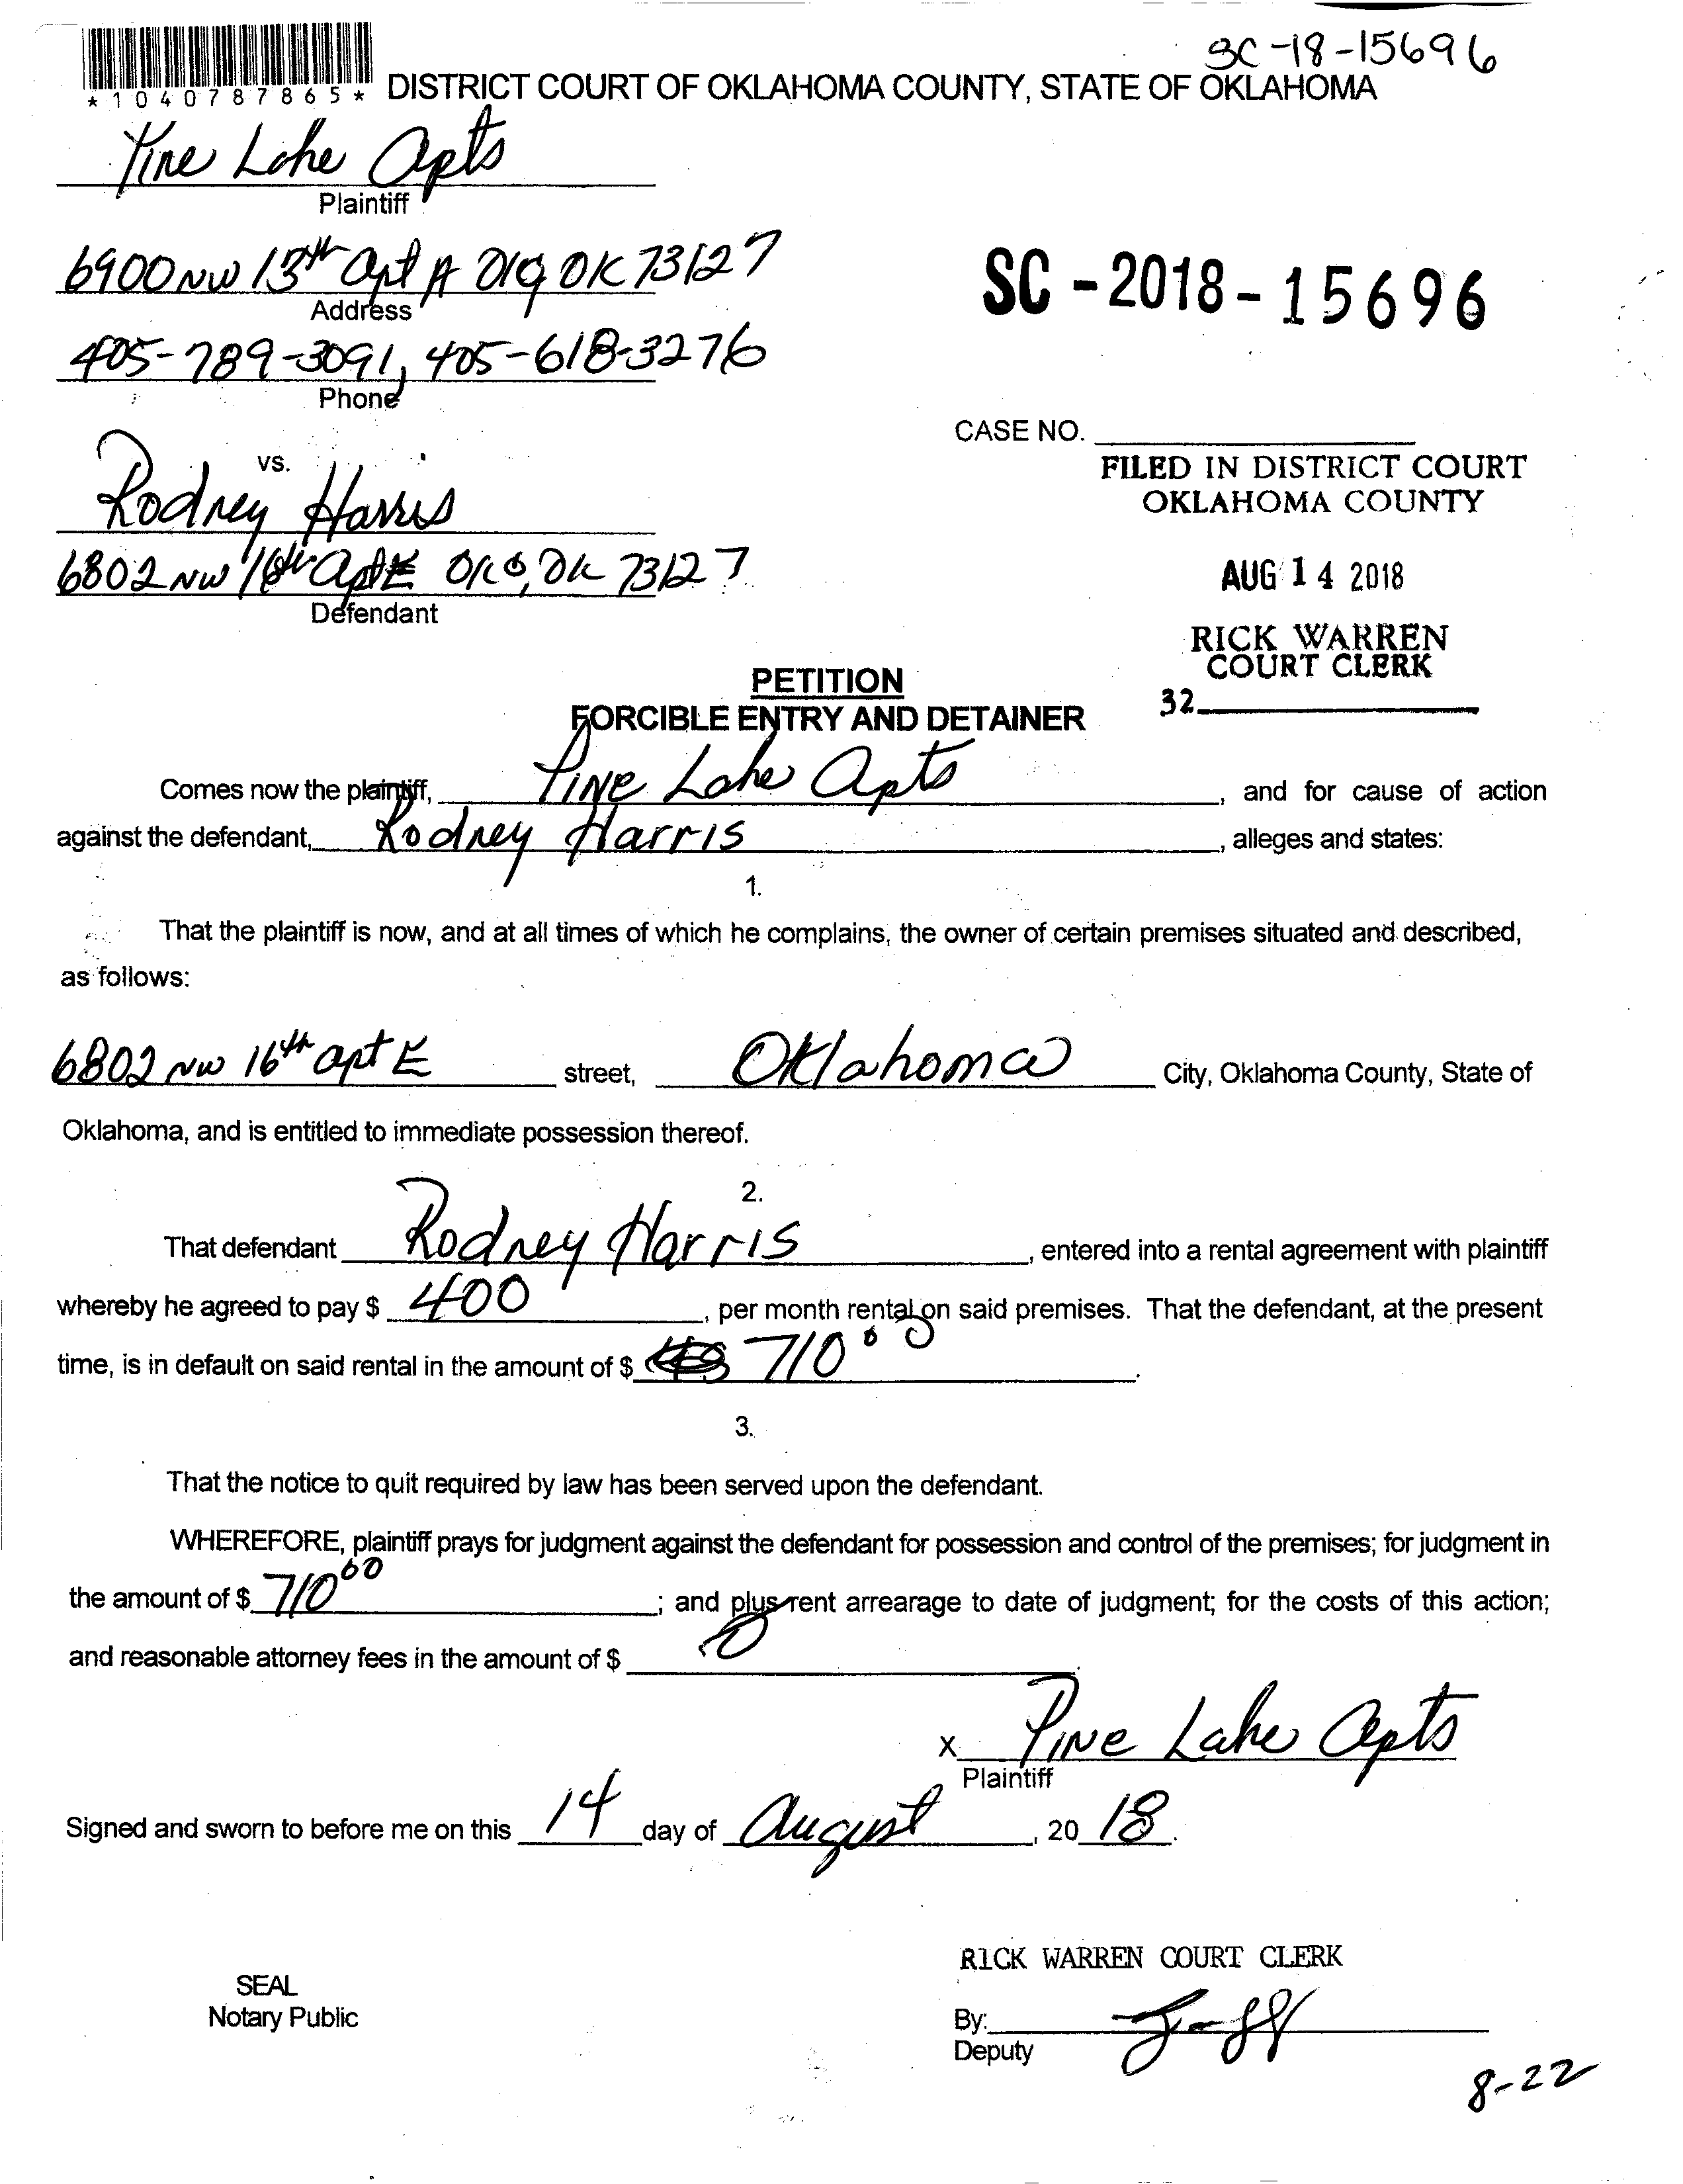 SC-18-15696
*1040787865* DISTRICT COURT OF OKLAHOMA COUNTY, STATE OF OKLAHOMA
Pine Lake Apts
Plaintiff
6900 NW 13th Apt A OK 73127
Address
SC-2018-15696
405-789-3091, 405-618-3276
Phone
CASE NO.
vs.
FILED IN DISTRICT COURT
OKLAHOMA COUNTY
Rodney Harris
6802 NW 16th Apt E OKC, OK 73127
AUG 14 2018
Defendant
RICK WARREN
COURT CLERK
32
PETITION
FORCIBLE ENTRY AND DETAINER
Comes now the plaintiff, Pine Lake Apts, and for cause of action
against the defendant, Rodney Harris, alleges and states:
1.
That the plaintiff is now, and at all times of which he complains, the owner of certain premises situated and described,
as follows:
6802 NW 16th apt E street, Oklahoma City, Oklahoma County, State of
Oklahoma, and is entitled to immediate possession thereof.
2.
That defendant Rodney Harris, entered into a rental agreement with plaintiff
whereby he agreed to pay $ 400, per month rental on said premises. That the defendant, at the present
time, is in default on said rental in the amount of $ 710 00.
3.
That the notice to quit required by law has been served upon the defendant.
WHEREFORE, plaintiff prays for judgment against the defendant for possession and control of the premises; for judgment in
the amount of $ 710 00; and plus rent arrearage to date of judgment; for the costs of this action;
and reasonable attorney fees in the amount of $ 0.
X Pine Lake Apts
Plaintiff
Signed and sworn to before me on this 14 day of August, 20 18.
RICK WARREN COURT CLERK
SEAL
Notary Public
By:
Deputy
8-22